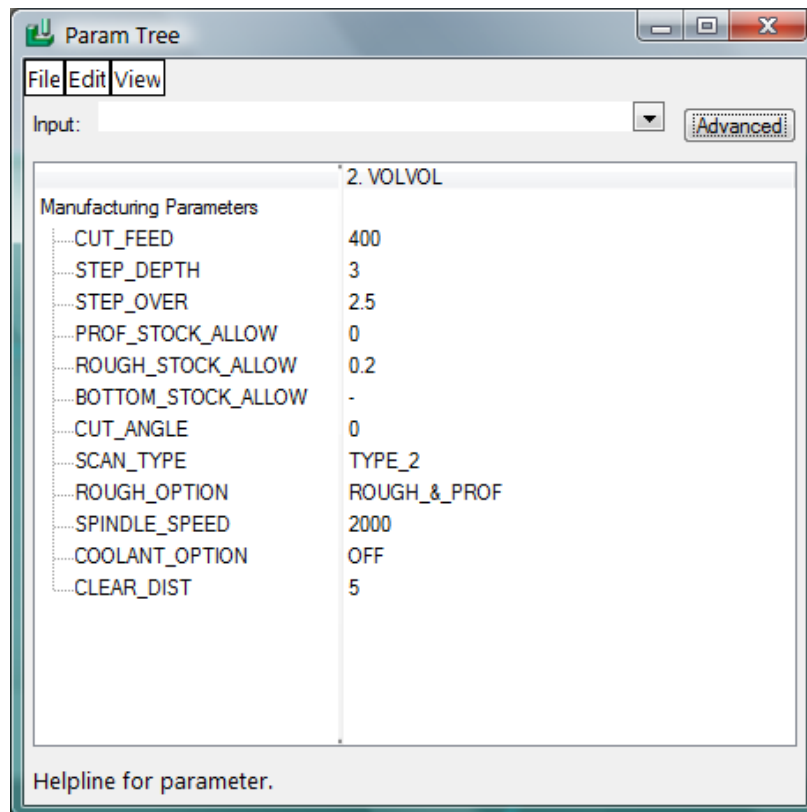 Param Tree
File Edit View
Input:
Advanced
2. VOLVOL
Manufacturing Parameters
CUT_FEED 400
STEP_DEPTH 3
STEP_OVER 2.5
PROF_STOCK_ALLOW 0
ROUGH_STOCK_ALLOW 0.2
BOTTOM_STOCK_ALLOW -
CUT_ANGLE 0
SCAN_TYPE TYPE_2
ROUGH_OPTION ROUGH_&_PROF
SPINDLE_SPEED 2000
COOLANT_OPTION OFF
CLEAR_DIST 5
Helpline for parameter.